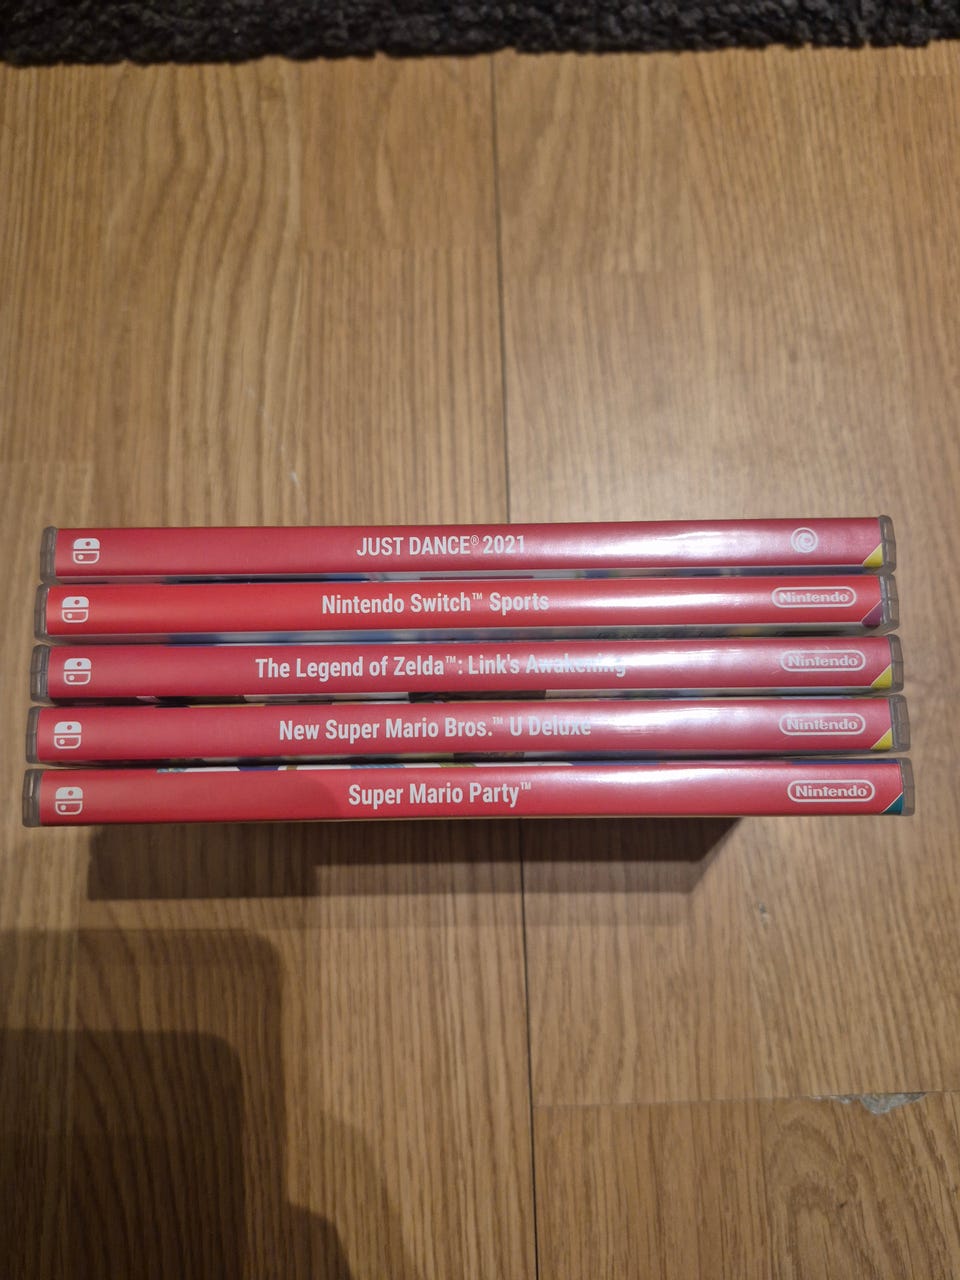 JUST DANCE® 2021
Nintendo Switch™ Sports
Nintendo
The Legend of Zelda™: Link's Awakening
Nintendo
New Super Mario Bros.™ U Deluxe
Nintendo
Super Mario Party™
Nintendo